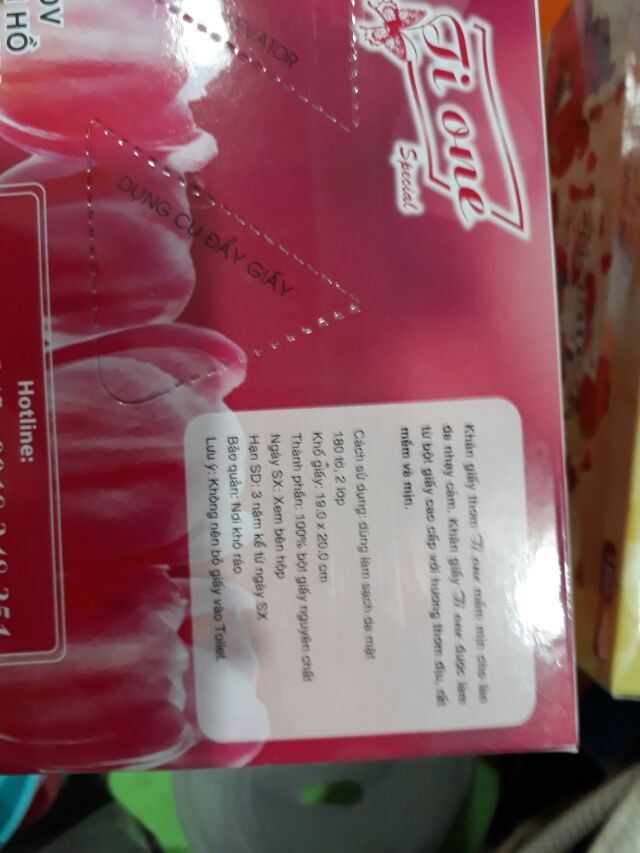 Ti one
Special
EVATOR
DỤNG CỤ ĐẨY GIẤY
Khăn giấy thơm Ti one mềm mịn cho làn
da nhạy cảm. Khăn giấy Ti one được làm
từ bột giấy cao cấp với hương thơm dịu, rất
mềm và mịn.
Cách sử dụng: dùng làm sạch da mặt
180 tờ, 2 lớp
Khổ giấy: 19.0 x 20.0 cm
Thành phần: 100% bột giấy nguyên chất
Ngày SX: Xem bên hộp
Hạn SD: 3 năm kể từ ngày SX
Bảo quản: Nơi khô ráo
Lưu ý: Không nên bỏ giấy vào Toilet.
HỒ
Hotline: